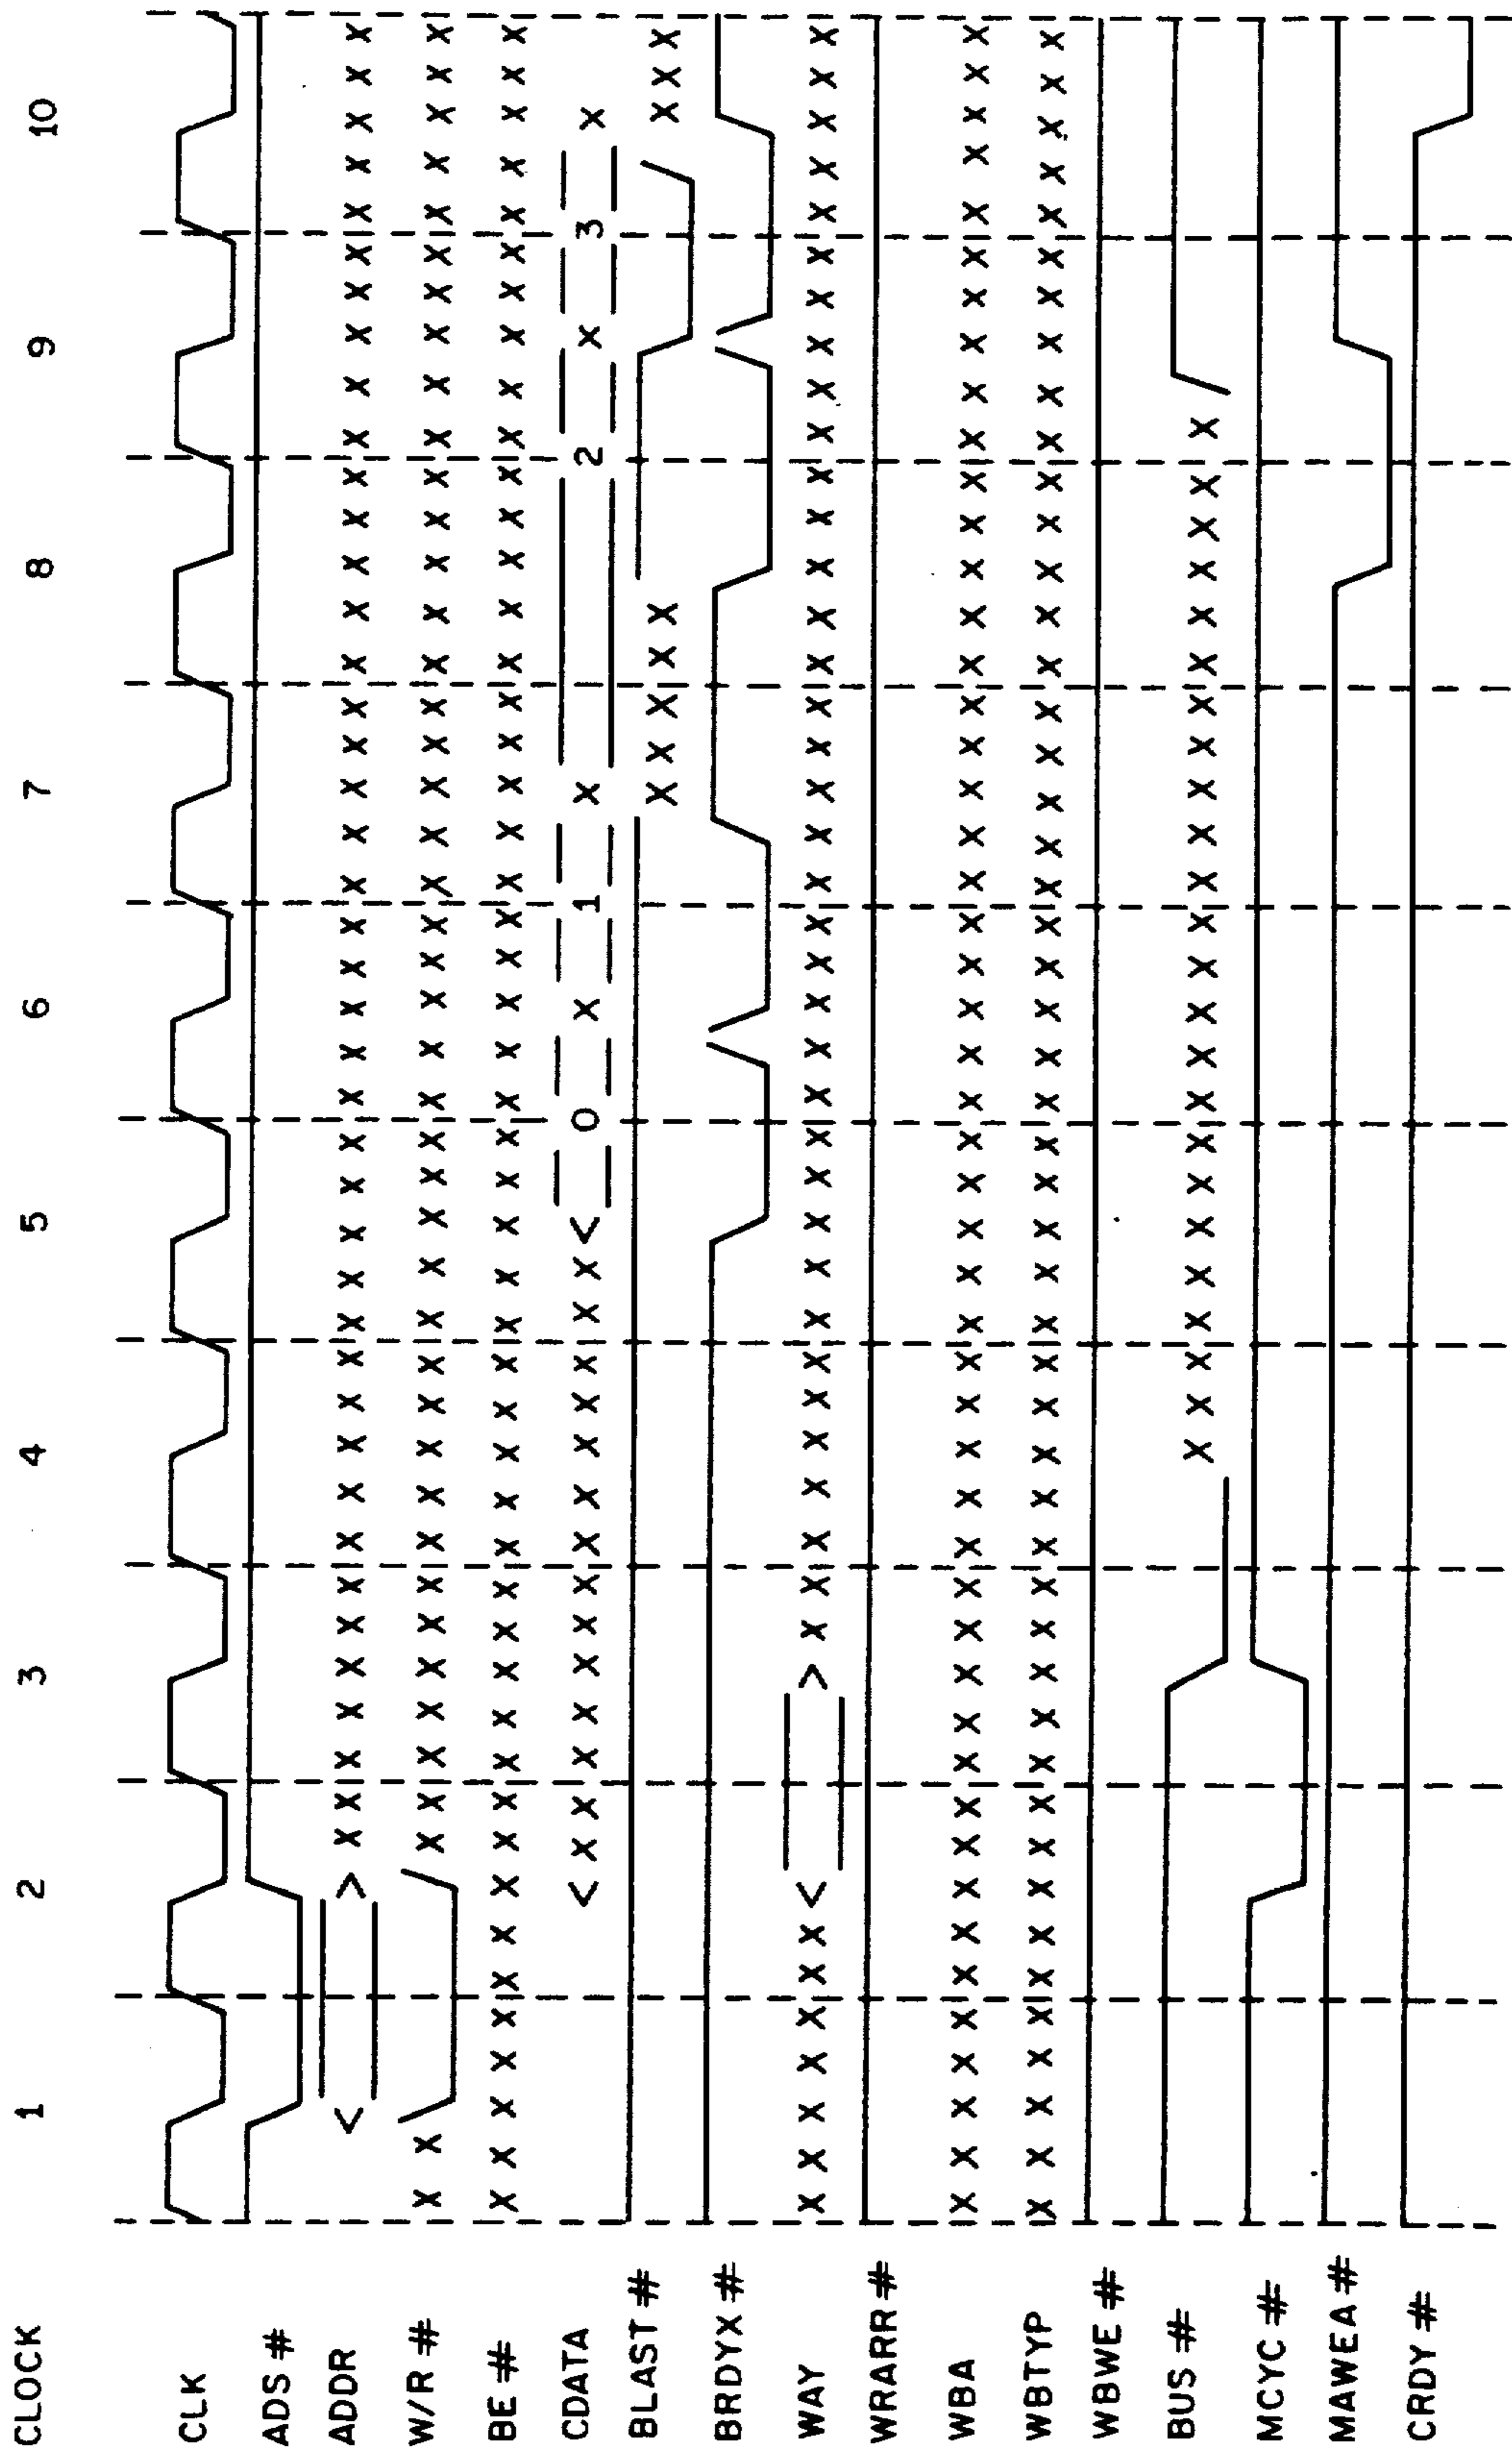 CLOCK 1 2 3 4 5 6 7 8 9 10
CLK
ADS #
ADDR < > X X X X X X X X X X X X X X X X X X X X X X X X X X X X X X X X X X X X X X X
W/R #
BE #
CDATA < X X X < 0 X 1 X 2 X 3 X
BLAST #
BRDYX #
WAY < >
WRARR #
WBA
WBTYP
WBWE #
BUS #
MCYC #
MAWEA #
CRDY #